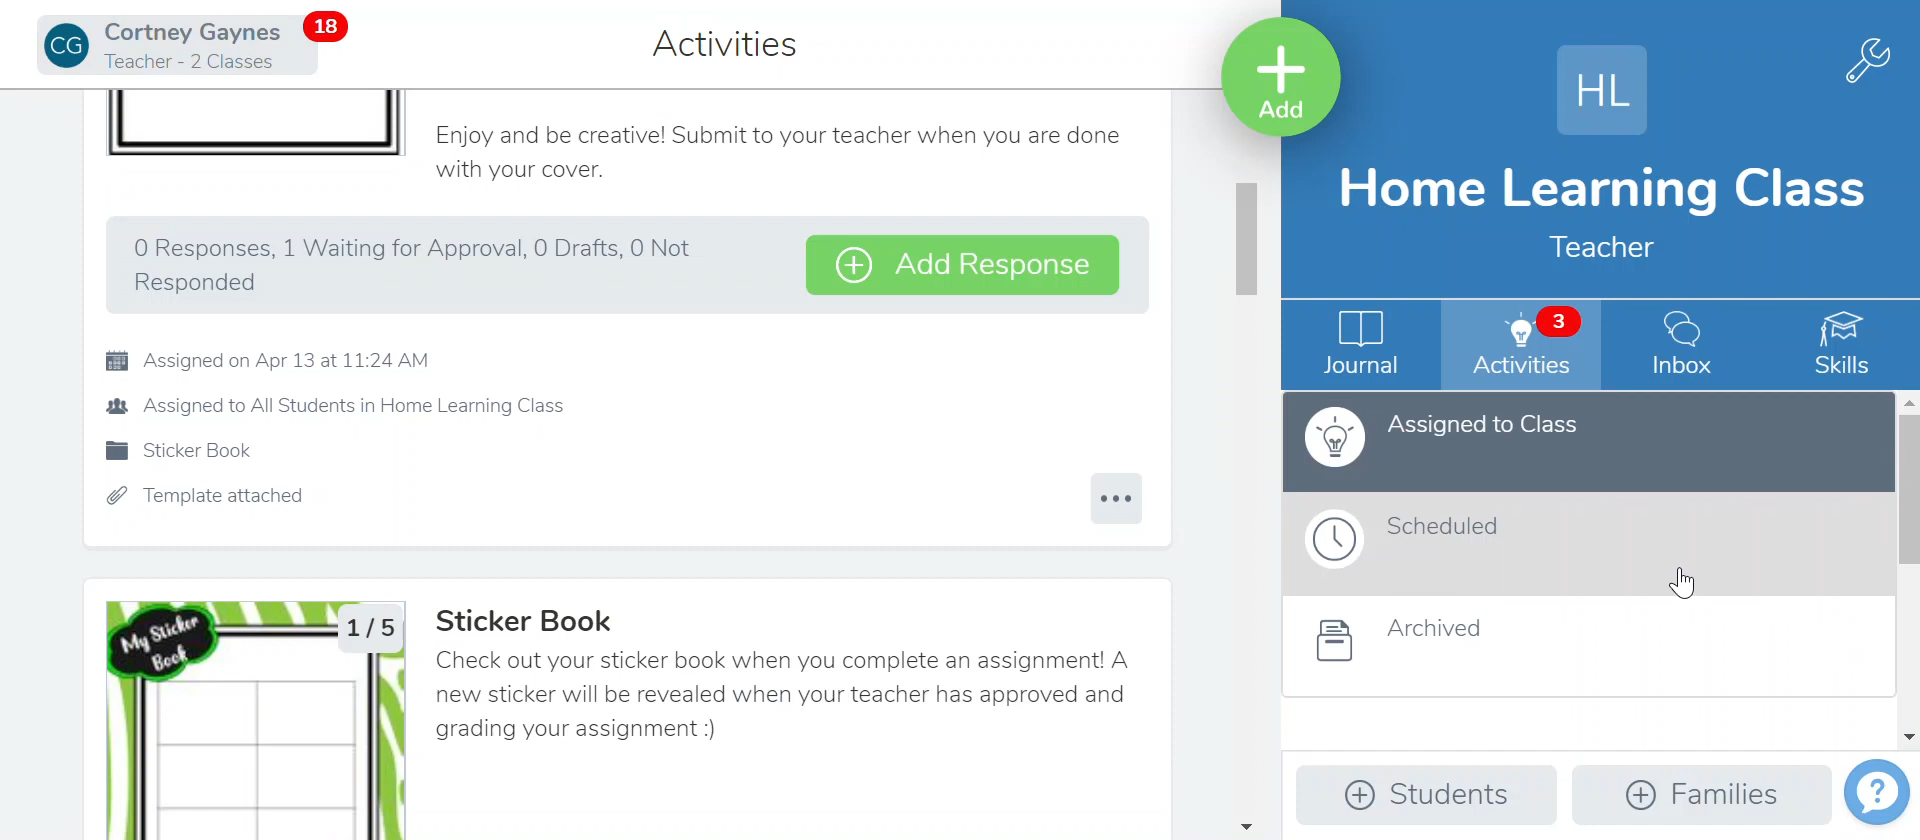 CG
Cortney Gaynes
18
Teacher - 2 Classes
Activities
Add
HL
Home Learning Class
Teacher
Journal
3
Activities
Inbox
Skills
Enjoy and be creative! Submit to your teacher when you are done
with your cover.
0 Responses, 1 Waiting for Approval, 0 Drafts, 0 Not
Responded
Add Response
Assigned on Apr 13 at 11:24 AM
Assigned to All Students in Home Learning Class
Sticker Book
Template attached
My Sticker
Book
1 / 5
Sticker Book
Check out your sticker book when you complete an assignment! A
new sticker will be revealed when your teacher has approved and
grading your assignment :)
Assigned to Class
Scheduled
Archived
Students
Families
?